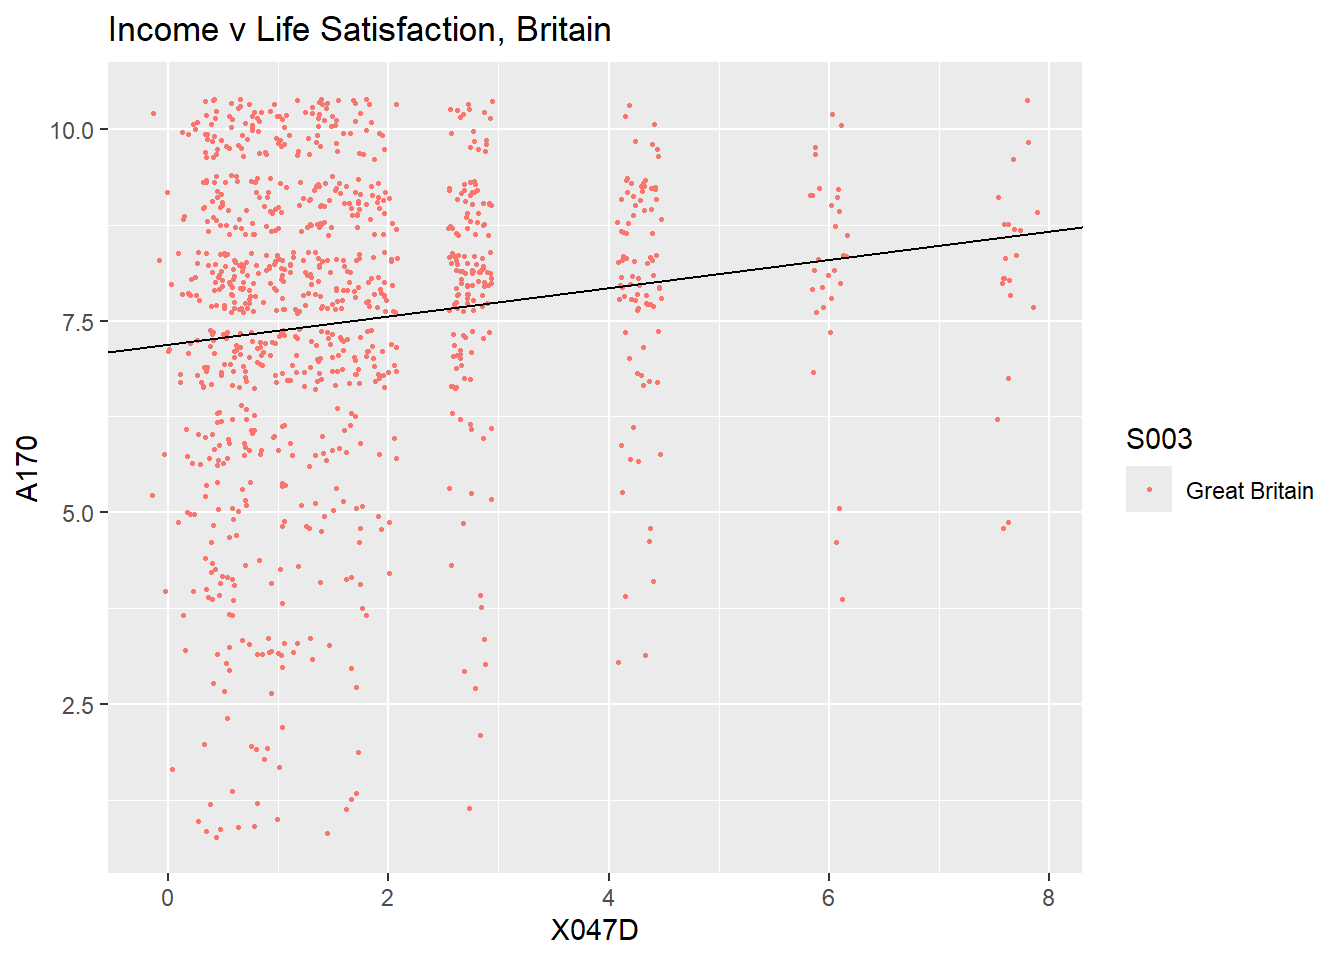 Income v Life Satisfaction, Britain
10.0
7.5
5.0
2.5
A170
0 2 4 6 8
X047D
S003
Great Britain